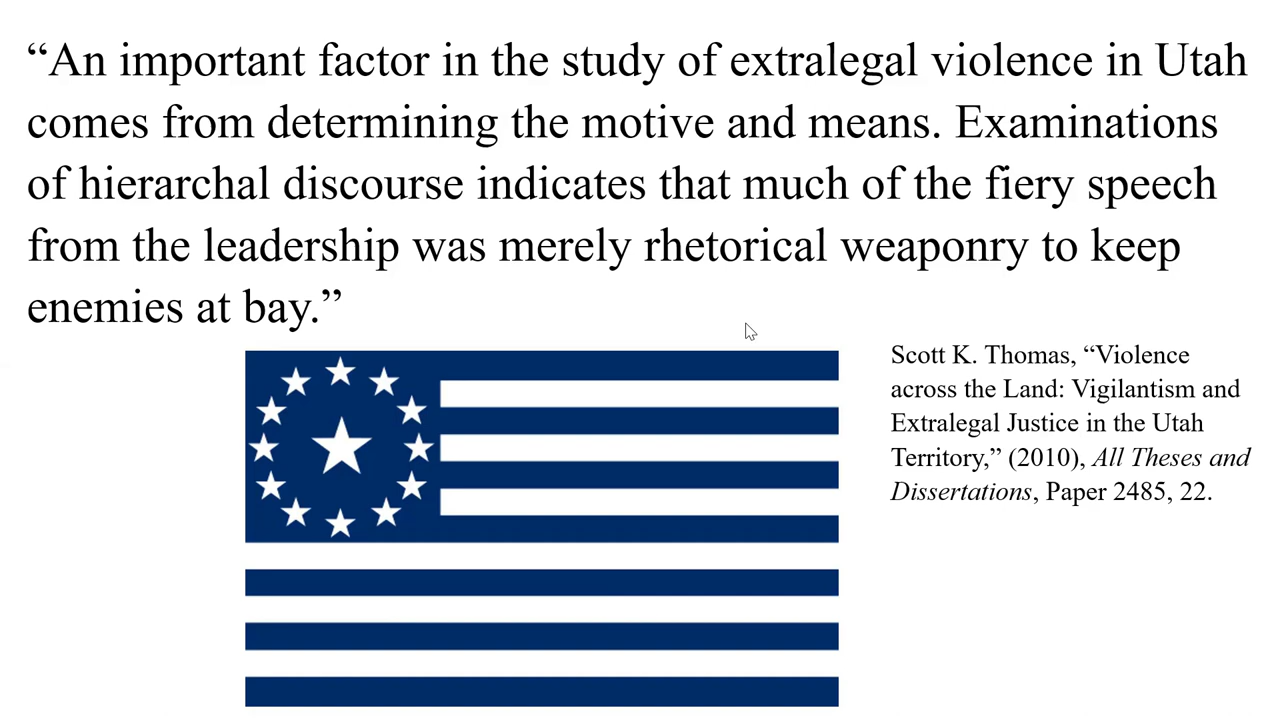 “An important factor in the study of extralegal violence in Utah
comes from determining the motive and means. Examinations
of hierarchal discourse indicates that much of the fiery speech
from the leadership was merely rhetorical weaponry to keep
enemies at bay.”
Scott K. Thomas, “Violence
across the Land: Vigilantism and
Extralegal Justice in the Utah
Territory,” (2010), All Theses and
Dissertations, Paper 2485, 22.